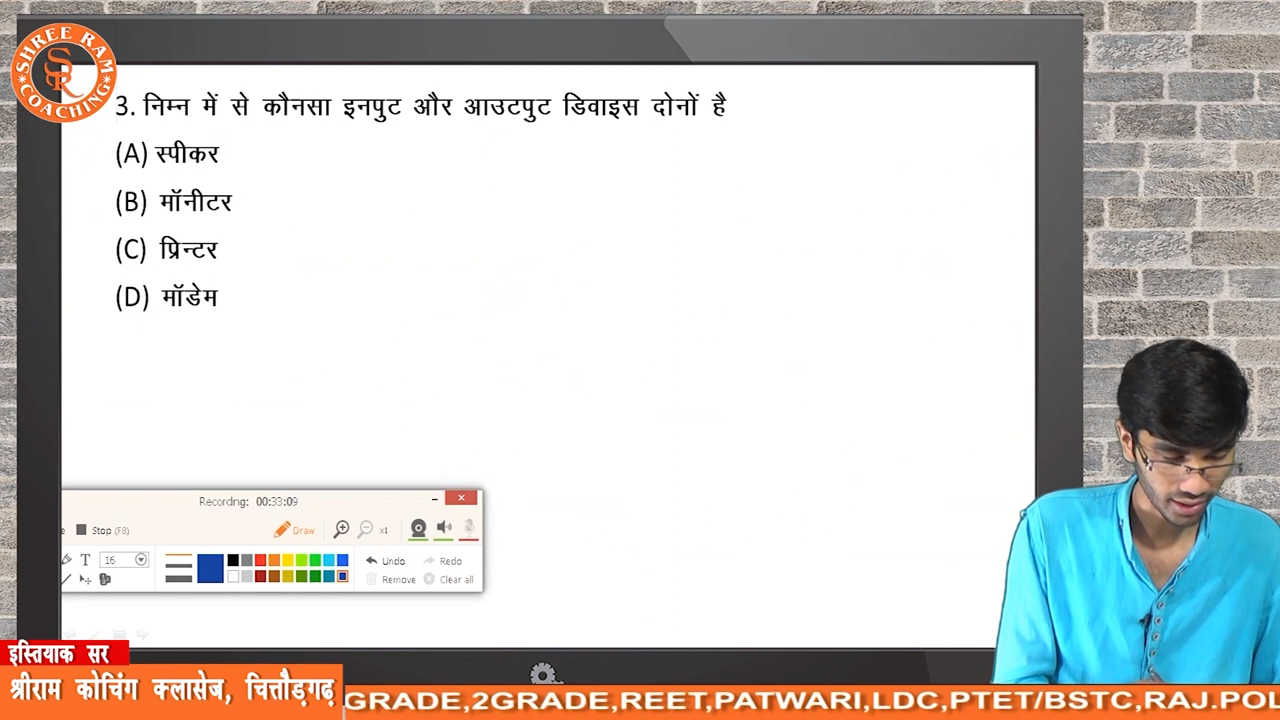 SHREE RAM
SR
COACHING
3. निम्न में से कौनसा इनपुट और आउटपुट डिवाइस दोनों है
(A) स्पीकर
(B) मॉनीटर
(C) प्रिन्टर
(D) मॉडेम
Recording: 00:33:09
e Stop (F8) Draw x1
T 16 Undo Redo
Remove Clear all
इस्तियाक सर
श्रीराम कोचिंग क्लासेज, चित्तौड़गढ़
GRADE,2GRADE,REET,PATWARI,LDC,PTET/BSTC,RAJ.POL